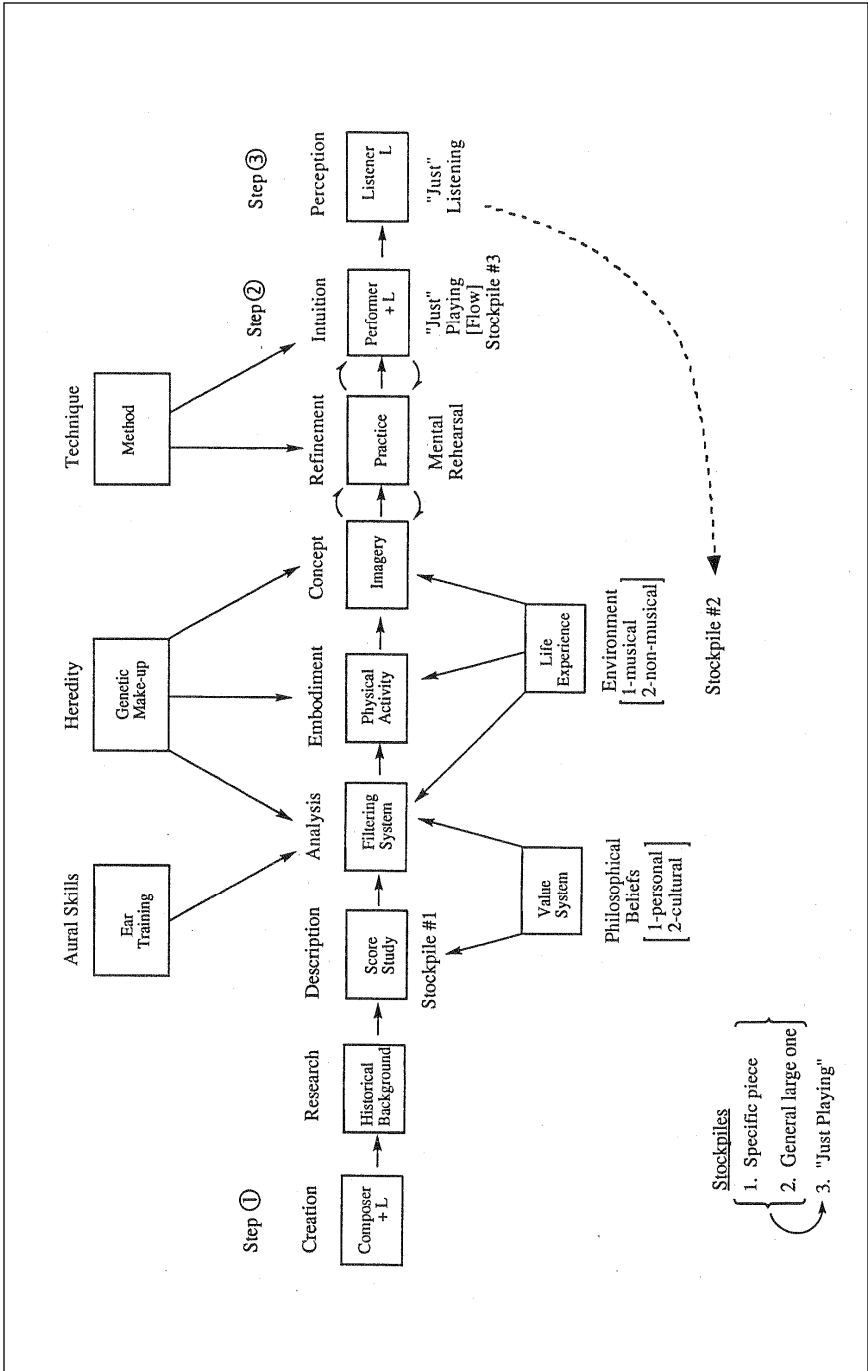 Aural Skills
Ear
Training
Heredity
Genetic
Make-up
Technique
Method
Step ①
Step ②
Step ③
Creation
Composer
+ L
Research
Historical
Background
Description
Score
Study
Stockpile #1
Analysis
Filtering
System
Embodiment
Physical
Activity
Concept
Imagery
Refinement
Practice
Mental
Rehearsal
Intuition
Performer
+ L
"Just"
Playing
[Flow]
Stockpile #3
Perception
Listener
L
"Just"
Listening
Value
System
Philosophical
Beliefs
1-personal
2-cultural
Life
Experience
Environment
1-musical
2-non-musical
Stockpile #2
Stockpiles
1. Specific piece
2. General large one
3. "Just Playing"